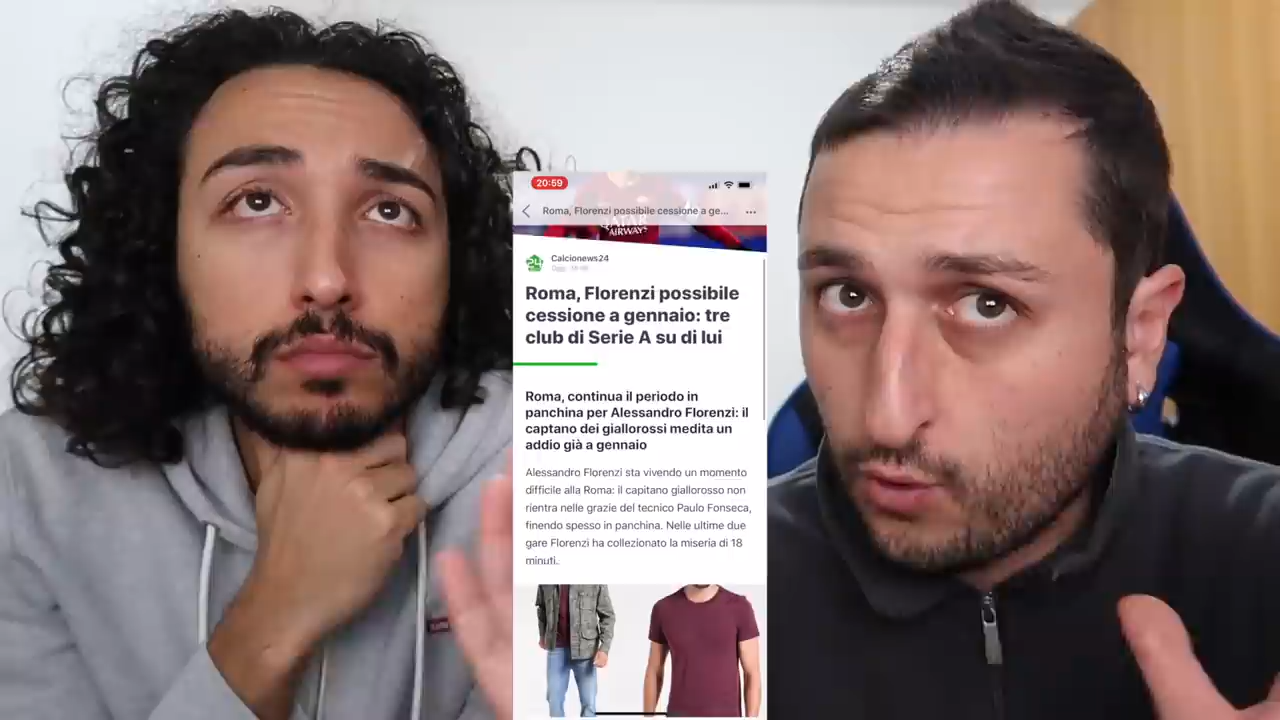 20:59
Roma, Florenzi possibile cessione a ge...
QATAR
AIRWAYS
Calcionews24
Roma, Florenzi possibile
cessione a gennaio: tre
club di Serie A su di lui
Roma, continua il periodo in
panchina per Alessandro Florenzi: il
captano dei giallorossi medita un
addio già a gennaio
Alessandro Florenzi sta vivendo un momento
difficile alla Roma: il capitano giallorosso non
rientra nelle grazie del tecnico Paulo Fonseca,
finendo spesso in panchina. Nelle ultime due
gare Florenzi ha collezionato la miseria di 18
minuti.